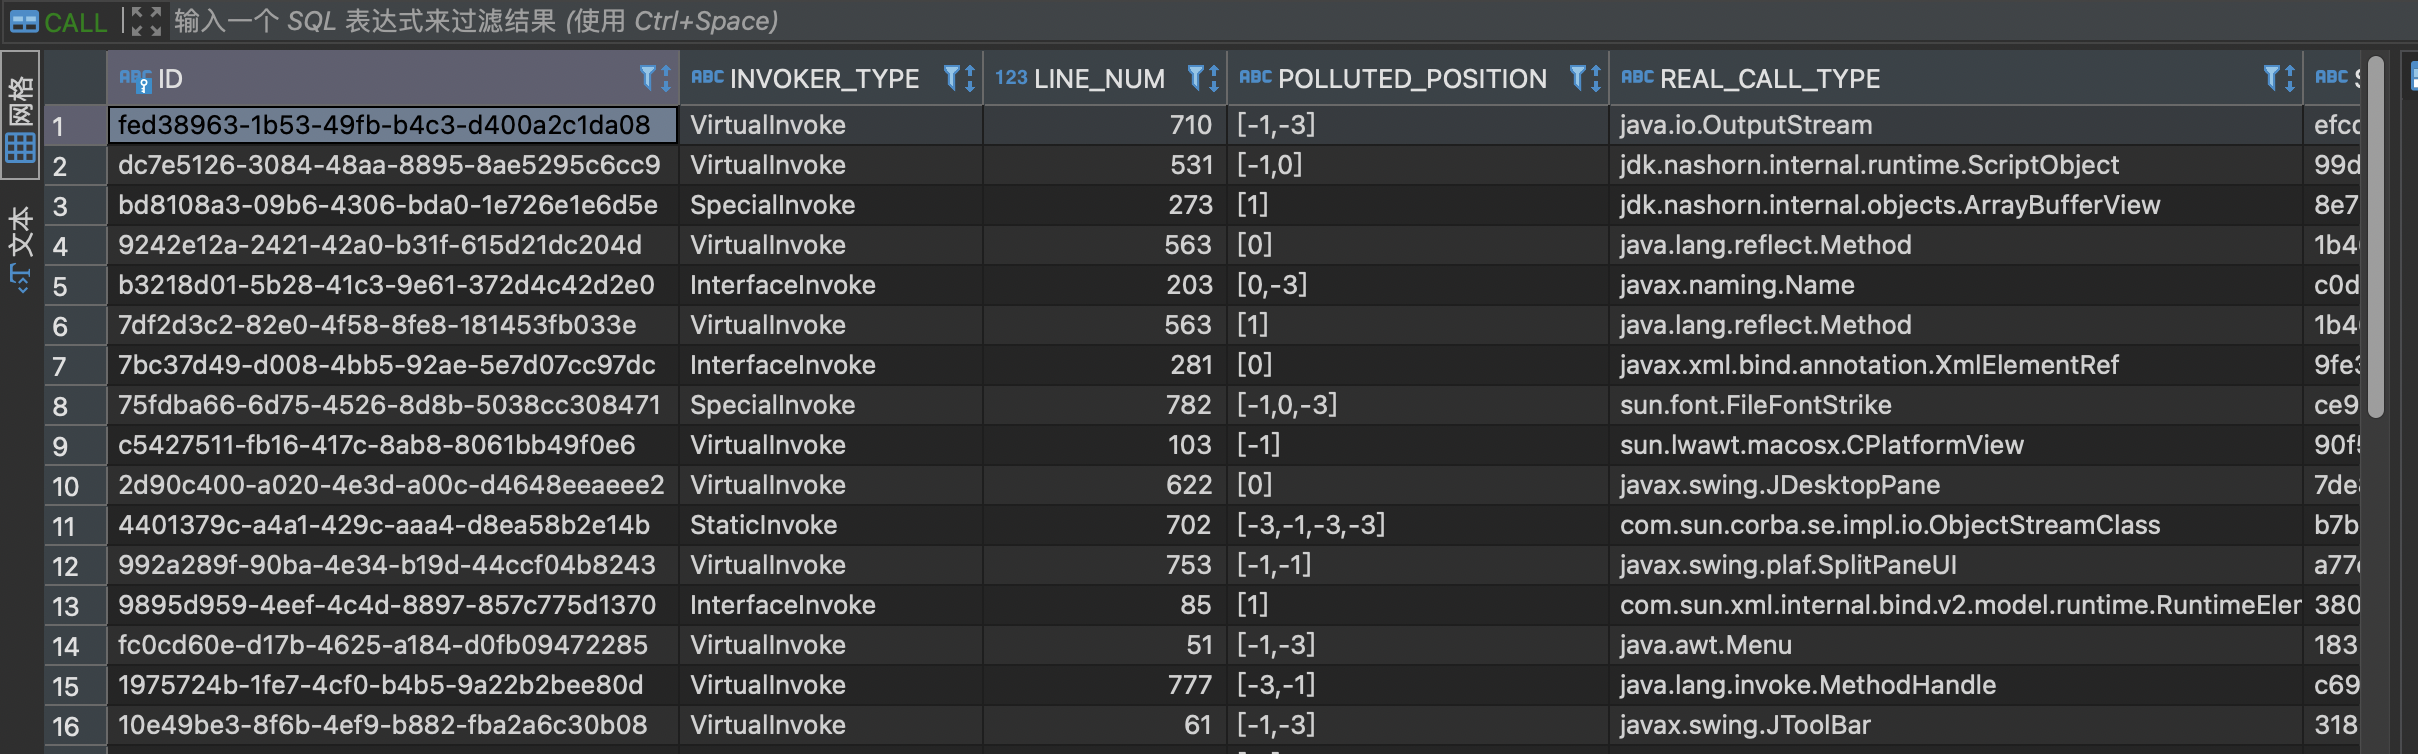 CALL 输入一个 SQL 表达式来过滤结果 (使用 Ctrl+Space)
网格
文本
ABC ID ABC INVOKER_TYPE 123 LINE_NUM ABC POLLUTED_POSITION ABC REAL_CALL_TYPE ABC
1 fed38963-1b53-49fb-b4c3-d400a2c1da08 VirtualInvoke 710 [-1,-3] java.io.OutputStream efcc
2 dc7e5126-3084-48aa-8895-8ae5295c6cc9 VirtualInvoke 531 [-1,0] jdk.nashorn.internal.runtime.ScriptObject 99d
3 bd8108a3-09b6-4306-bda0-1e726e1e6d5e SpecialInvoke 273 [1] jdk.nashorn.internal.objects.ArrayBufferView 8e7
4 9242e12a-2421-42a0-b31f-615d21dc204d VirtualInvoke 563 [0] java.lang.reflect.Method 1b4
5 b3218d01-5b28-41c3-9e61-372d4c42d2e0 InterfaceInvoke 203 [0,-3] javax.naming.Name c0d
6 7df2d3c2-82e0-4f58-8fe8-181453fb033e VirtualInvoke 563 [1] java.lang.reflect.Method 1b4
7 7bc37d49-d008-4bb5-92ae-5e7d07cc97dc InterfaceInvoke 281 [0] javax.xml.bind.annotation.XmlElementRef 9fe3
8 75fdba66-6d75-4526-8d8b-5038cc308471 SpecialInvoke 782 [-1,0,-3] sun.font.FileFontStrike ce9
9 c5427511-fb16-417c-8ab8-8061bb49f0e6 VirtualInvoke 103 [-1] sun.lwawt.macosx.CPlatformView 90f5
10 2d90c400-a020-4e3d-a00c-d4648eeaeee2 VirtualInvoke 622 [0] javax.swing.JDesktopPane 7de
11 4401379c-a4a1-429c-aaa4-d8ea58b2e14b StaticInvoke 702 [-3,-1,-3,-3] com.sun.corba.se.impl.io.ObjectStreamClass b7b
12 992a289f-90ba-4e34-b19d-44ccf04b8243 VirtualInvoke 753 [-1,-1] javax.swing.plaf.SplitPaneUI a77
13 9895d959-4eef-4c4d-8897-857c775d1370 InterfaceInvoke 85 [1] com.sun.xml.internal.bind.v2.model.runtime.RuntimeEler 380
14 fc0cd60e-d17b-4625-a184-d0fb09472285 VirtualInvoke 51 [-1,-3] java.awt.Menu 183
15 1975724b-1fe7-4cf0-b4b5-9a22b2bee80d VirtualInvoke 777 [-3,-1] java.lang.invoke.MethodHandle c69
16 10e49be3-8f6b-4ef9-b882-fba2a6c30b08 VirtualInvoke 61 [-1,-3] javax.swing.JToolBar 318